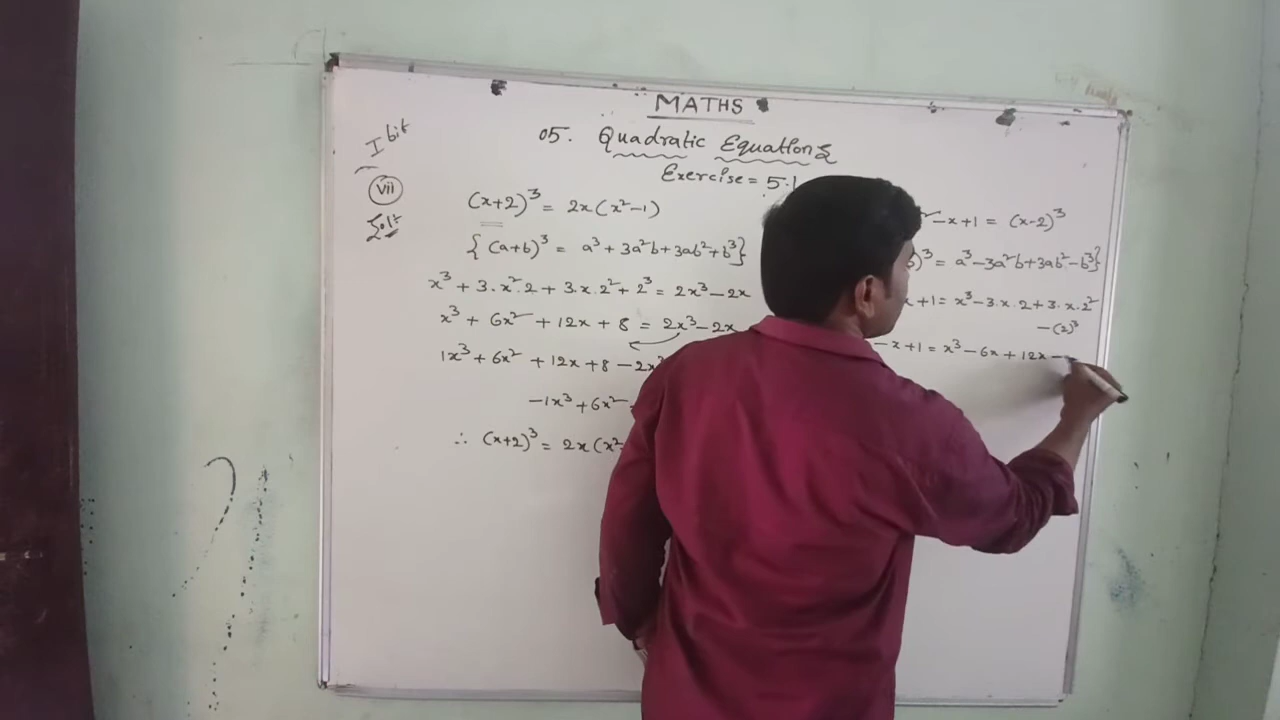 MATHS
05. Quadratic Equations
Exercise = 5.1
I bit
vii
Sol:
(x+2)³ = 2x(x²-1)
{(a+b)³ = a³ + 3a²b + 3ab² + b³}
x³ + 3.x².2 + 3.x.2² + 2³ = 2x³ - 2x
x³ + 6x² + 12x + 8 = 2x³ - 2x
1x³ + 6x² + 12x + 8 - 2x³
-1x³ + 6x²
∴ (x+2)³ = 2x(x²
-x+1 = (x-2)³
)³ = a³ - 3a²b + 3ab² - b³}
x+1 = x³ - 3.x.2 + 3.x.2²
-(2)³
-x+1 = x³ - 6x + 12x -